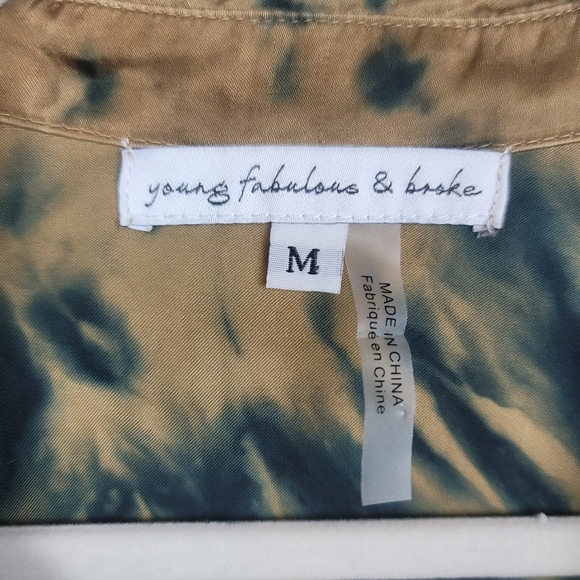 young fabulous & broke
M
MADE IN CHINA
Fabriqué en Chine